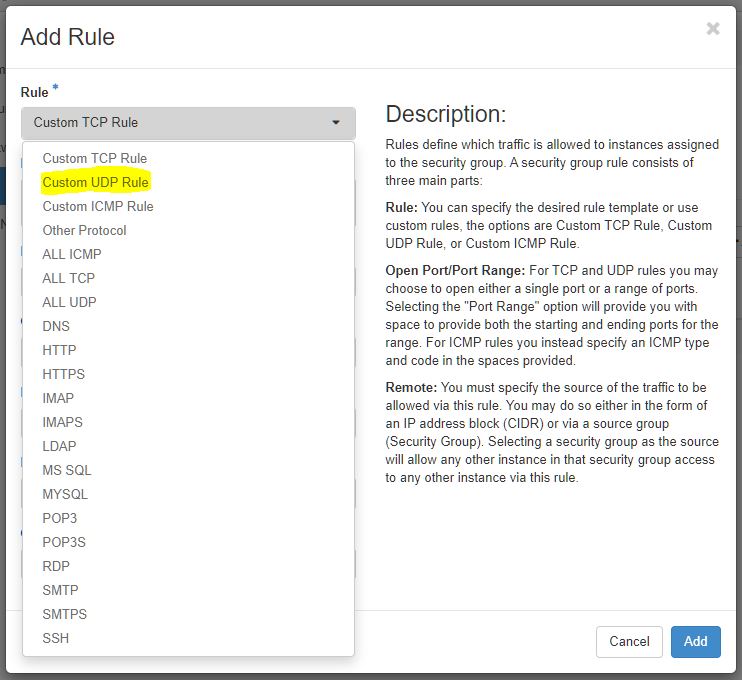 Add Rule
×
Rule *
Custom TCP Rule
Custom TCP Rule
Custom UDP Rule
Custom ICMP Rule
Other Protocol
ALL ICMP
ALL TCP
ALL UDP
DNS
HTTP
HTTPS
IMAP
IMAPS
LDAP
MS SQL
MYSQL
POP3
POP3S
RDP
SMTP
SMTPS
SSH
Description:
Rules define which traffic is allowed to instances assigned
to the security group. A security group rule consists of
three main parts:
Rule: You can specify the desired rule template or use
custom rules, the options are Custom TCP Rule, Custom
UDP Rule, or Custom ICMP Rule.
Open Port/Port Range: For TCP and UDP rules you may
choose to open either a single port or a range of ports.
Selecting the "Port Range" option will provide you with
space to provide both the starting and ending ports for the
range. For ICMP rules you instead specify an ICMP type
and code in the spaces provided.
Remote: You must specify the source of the traffic to be
allowed via this rule. You may do so either in the form of
an IP address block (CIDR) or via a source group
(Security Group). Selecting a security group as the source
will allow any other instance in that security group access
to any other instance via this rule.
Cancel
Add